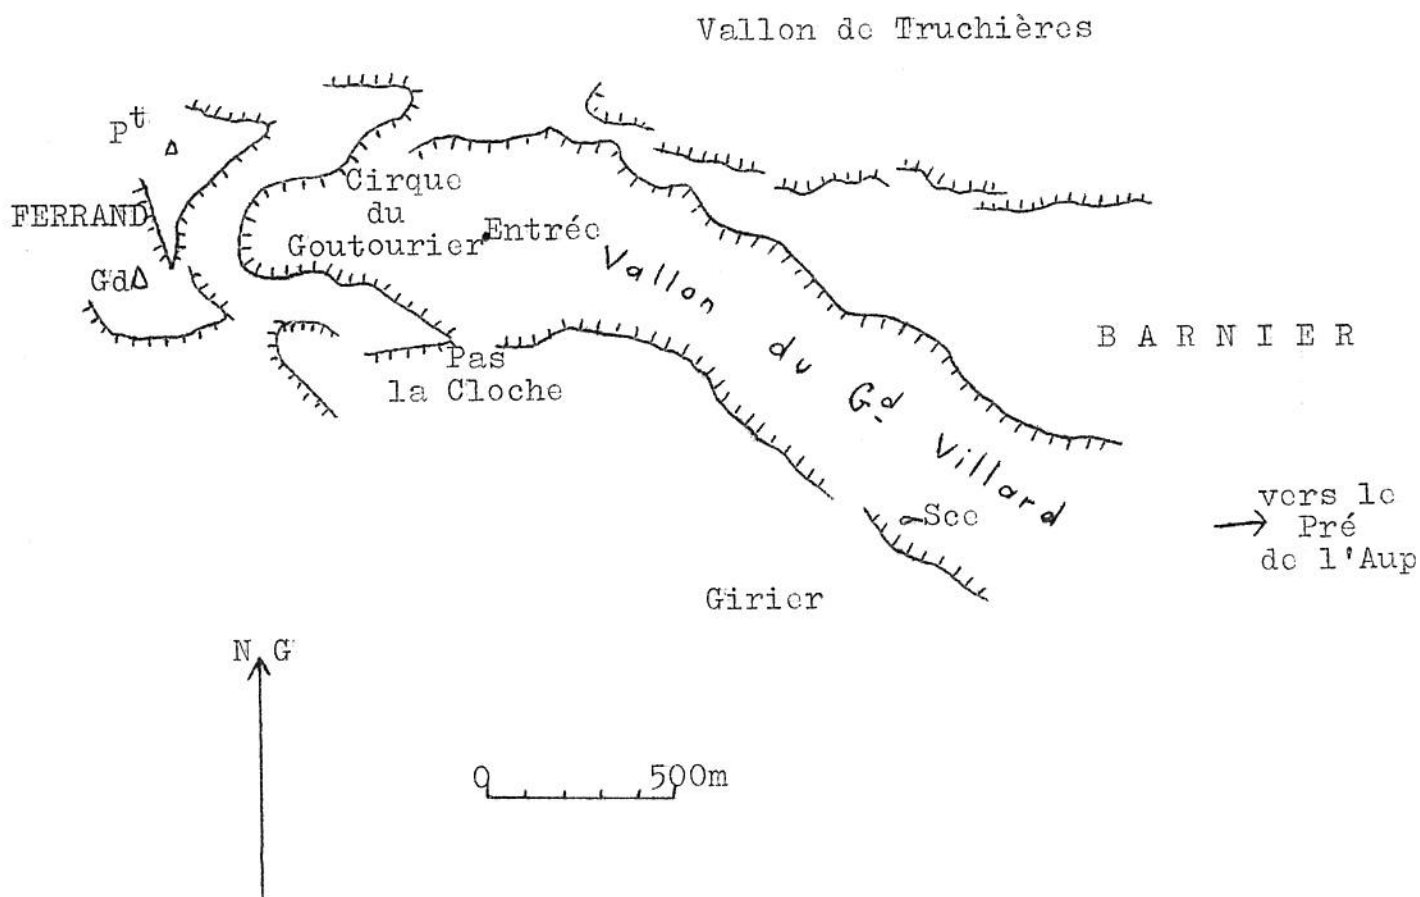 Vallon de Truchières
Pt
FERRAND
Gd
Cirque
du
Goutourier
Entrée
Vallon du Gd Villard
Pas
la Cloche
BARNIER
See
vers le
Pré
de l'Aup
Girier
N G
0 500m